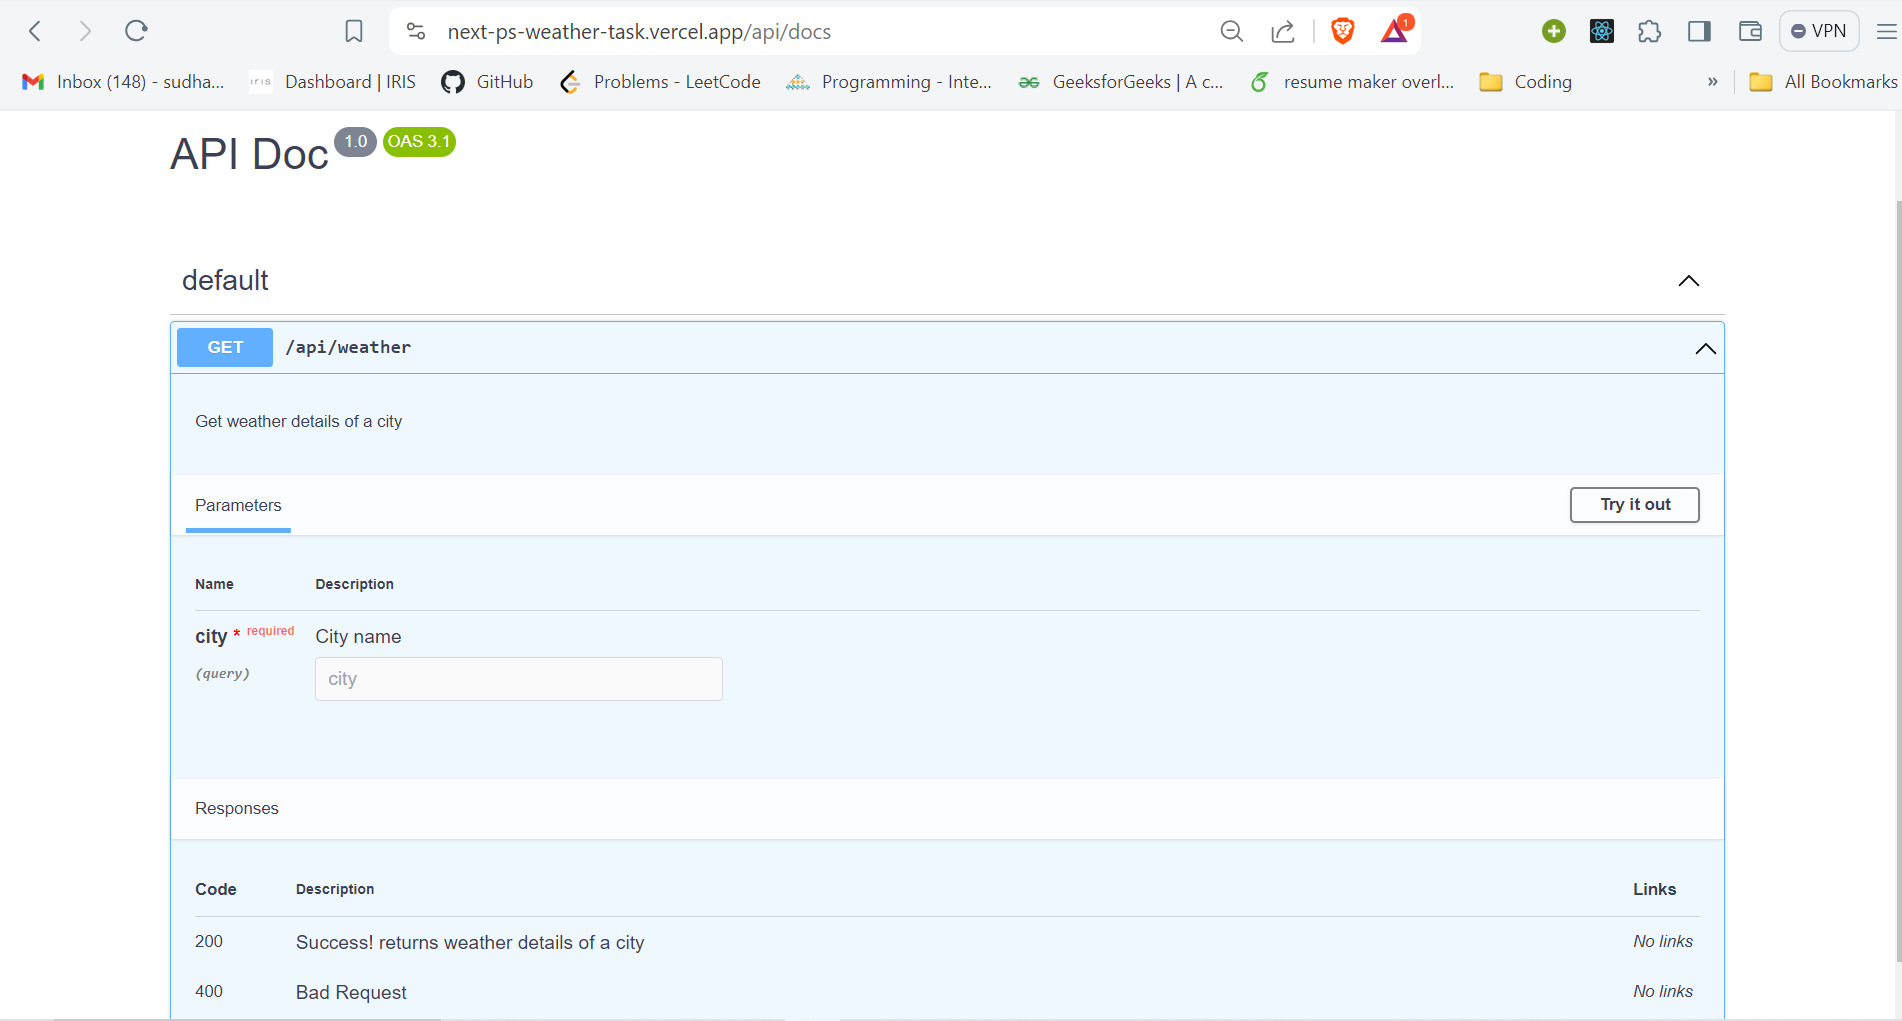 next-ps-weather-task.vercel.app/api/docs
1
VPN
Inbox (148) - sudha...
iris
Dashboard | IRIS
GitHub
Problems - LeetCode
Programming - Inte...
GeeksforGeeks | A c...
resume maker overl...
Coding
»
All Bookmarks
API Doc 1.0 OAS 3.1
default
GET /api/weather
Get weather details of a city
Parameters
Try it out
Name Description
city * required City name
(query)
city
Responses
Code Description Links
200 Success! returns weather details of a city No links
400 Bad Request No links